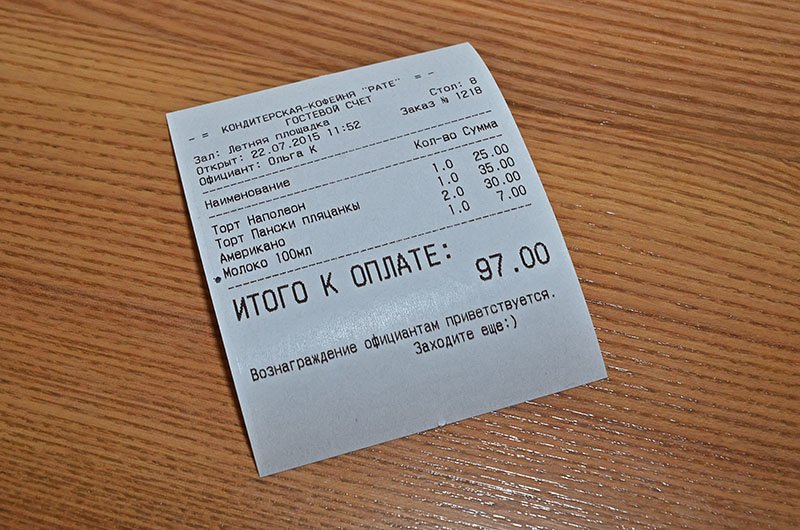 - = КОНДИТЕРСКАЯ-КОФЕЙНЯ "РАТЕ" = -
ГОСТЕВОЙ СЧЕТ
Зал: Летняя площадка Стол: 8
Открыт: 22.07.2015 11:52 Заказ № 1218
Официант: Ольга К
Наименование Кол-во Сумма
Торт Наполеон 1.0 25.00
Торт Пански пляцанкы 1.0 35.00
Американо 2.0 30.00
Молоко 100мл 1.0 7.00
ИТОГО К ОПЛАТЕ: 97.00
Вознаграждение официантам приветствуется.
Заходите еще:)